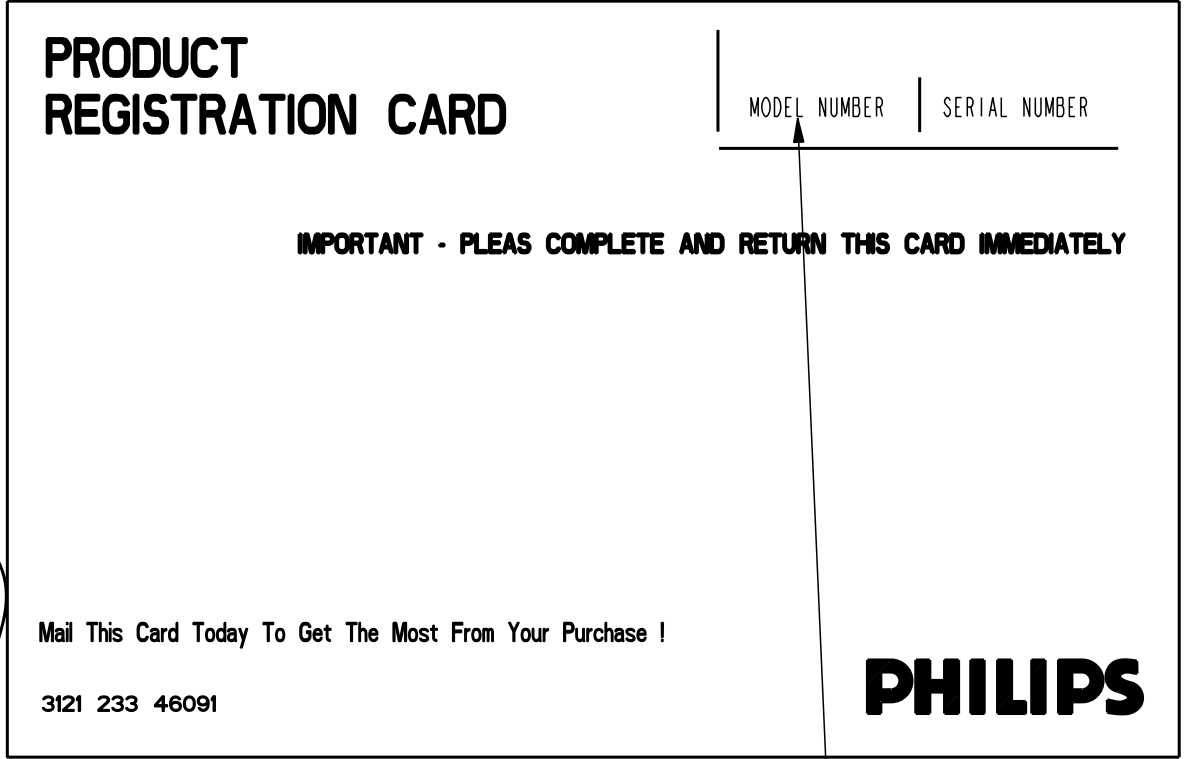 PRODUCT
REGISTRATION CARD
MODEL NUMBER
SERIAL NUMBER
IMPORTANT - PLEAS COMPLETE AND RETURN THIS CARD IMMEDIATELY
Mail This Card Today To Get The Most From Your Purchase !
3121 233 46091
PHILIPS